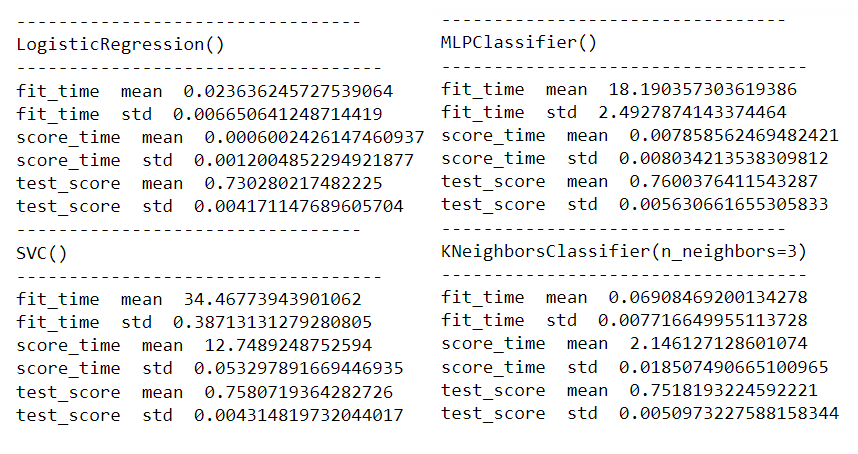 ---------------------------------
LogisticRegression()
-----------------------------------
fit_time  mean  0.023636245727539064
fit_time  std  0.006650641248714419
score_time  mean  0.0006002426147460937
score_time  std  0.0012004852294921877
test_score  mean  0.730280217482225
test_score  std  0.004171147689605704
---------------------------------
SVC()
-----------------------------------
fit_time  mean  34.46773943901062
fit_time  std  0.38713131279280805
score_time  mean  12.7489248752594
score_time  std  0.053297891669446935
test_score  mean  0.7580719364282726
test_score  std  0.004314819732044017
---------------------------------
MLPClassifier()
-----------------------------------
fit_time  mean  18.190357303619386
fit_time  std  2.4927874143374464
score_time  mean  0.007858562469482421
score_time  std  0.008034213538309812
test_score  mean  0.7600376411543287
test_score  std  0.005630661655305833
---------------------------------
KNeighborsClassifier(n_neighbors=3)
-----------------------------------
fit_time  mean  0.06908469200134278
fit_time  std  0.007716649955113728
score_time  mean  2.146127128601074
score_time  std  0.018507490665100965
test_score  mean  0.7518193224592221
test_score  std  0.0050973227588158344